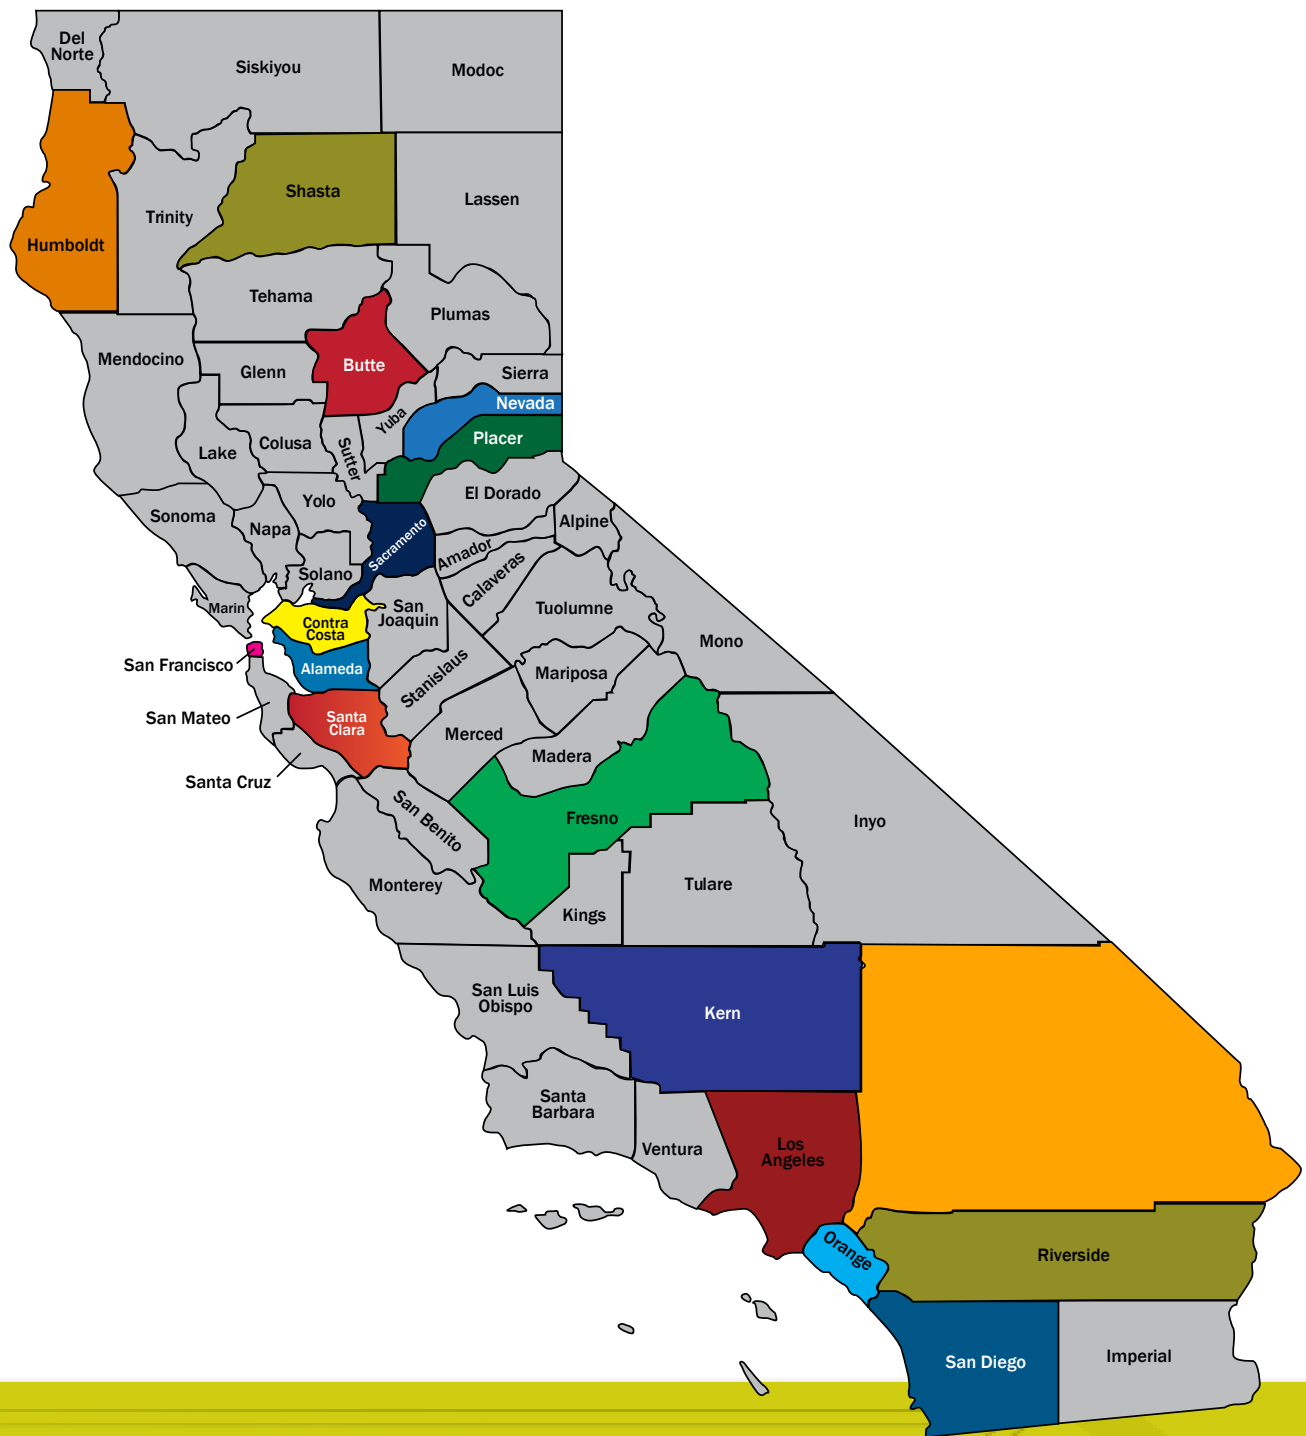 Del
Norte
Siskiyou
Modoc
Shasta
Lassen
Trinity
Humboldt
Tehama
Plumas
Mendocino
Butte
Glenn
Sierra
Nevada
Yuba
Placer
Colusa
Sutter
Lake
El Dorado
Yolo
Sonoma
Napa
Alpine
Sacramento
Amador
Solano
Calaveras
Marin
San
Joaquin
Tuolumne
Contra
Costa
Mono
San Francisco
Alameda
Stanislaus
Mariposa
San Mateo
Santa
Clara
Merced
Madera
Santa Cruz
San Benito
Fresno
Inyo
Monterey
Tulare
Kings
San Luis
Obispo
Kern
Santa
Barbara
Ventura
Los
Angeles
Orange
Riverside
San Diego
Imperial